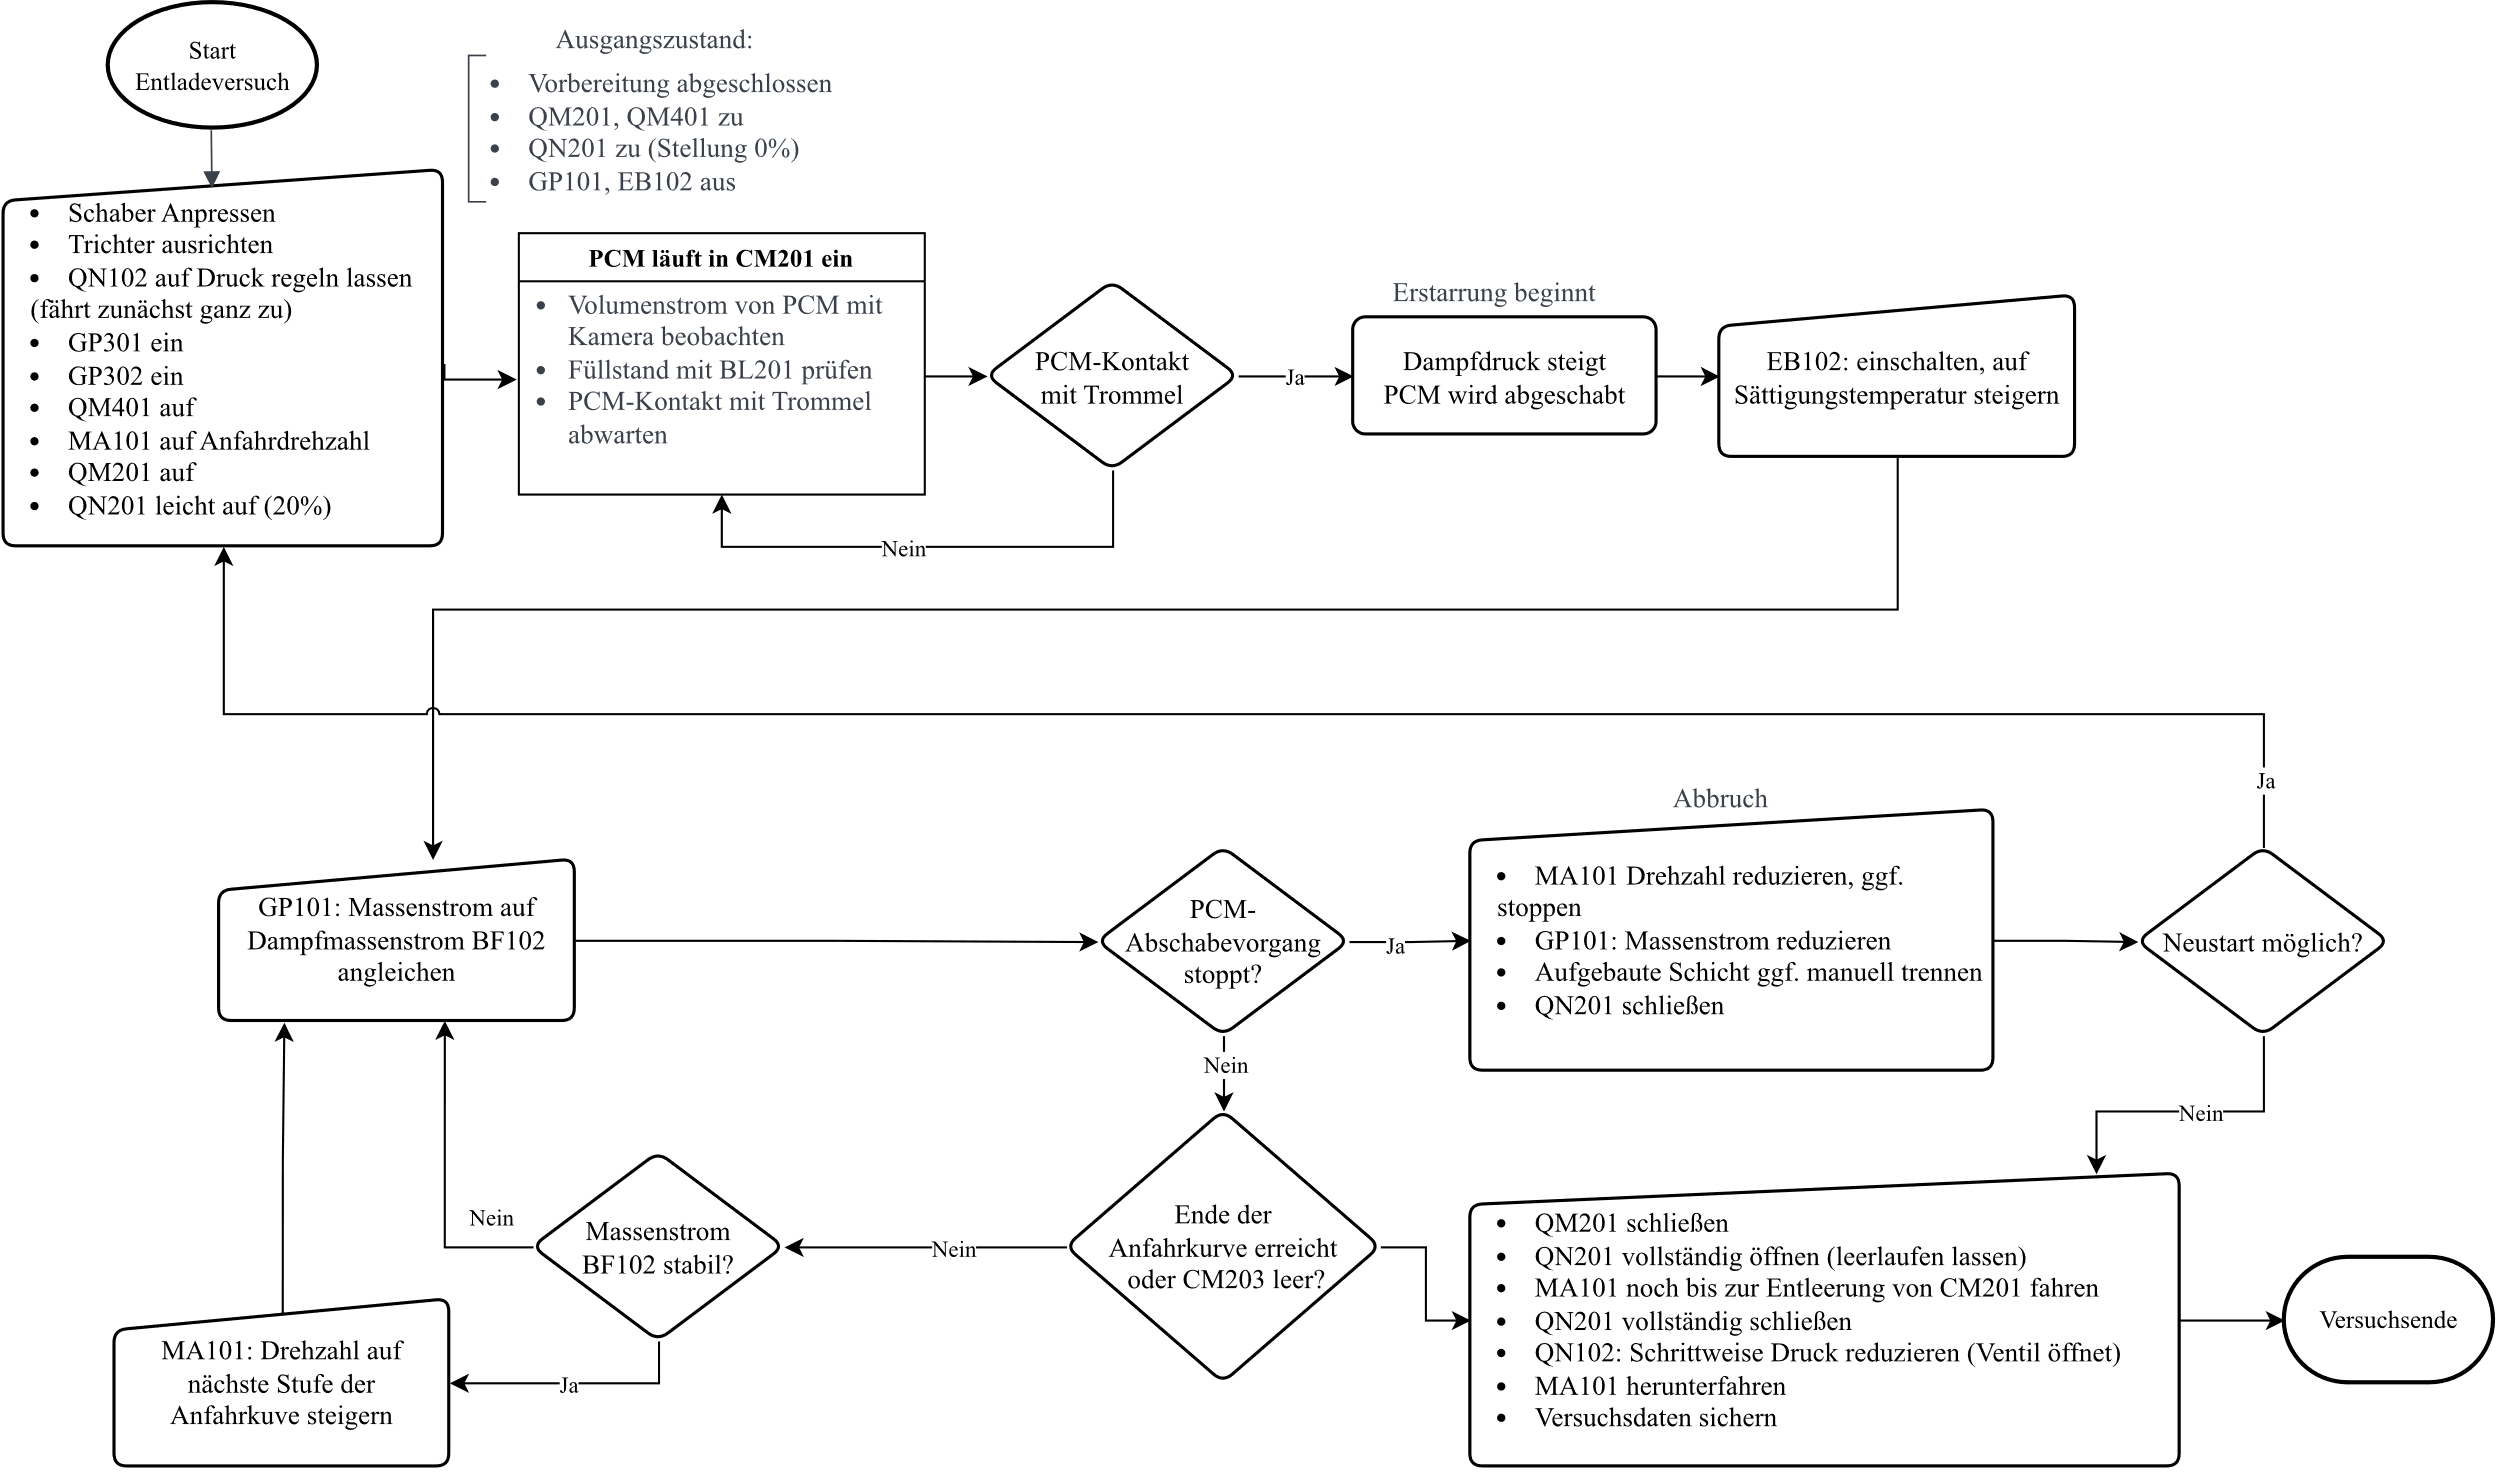 Start
Entladeversuch
Ausgangszustand:
• Vorbereitung abgeschlossen
• QM201, QM401 zu
• QN201 zu (Stellung 0%)
• GP101, EB102 aus
• Schaber Anpressen
• Trichter ausrichten
• QN102 auf Druck regeln lassen
(fährt zunächst ganz zu)
• GP301 ein
• GP302 ein
• QM401 auf
• MA101 auf Anfahrdrehzahl
• QM201 auf
• QN201 leicht auf (20%)
PCM läuft in CM201 ein
• Volumenstrom von PCM mit
Kamera beobachten
• Füllstand mit BL201 prüfen
• PCM-Kontakt mit Trommel
abwarten
PCM-Kontakt
mit Trommel
Ja
Nein
Erstarrung beginnt
Dampfdruck steigt
PCM wird abgeschabt
EB102: einschalten, auf
Sättigungstemperatur steigern
GP101: Massenstrom auf
Dampfmassenstrom BF102
angleichen
PCM-
Abschabevorgang
stoppt?
Ja
Nein
Abbruch
• MA101 Drehzahl reduzieren, ggf.
stoppen
• GP101: Massenstrom reduzieren
• Aufgebaute Schicht ggf. manuell trennen
• QN201 schließen
Neustart möglich?
Ja
Nein
Ende der
Anfahrkurve erreicht
oder CM203 leer?
Nein
Massenstrom
BF102 stabil?
Nein
Ja
MA101: Drehzahl auf
nächste Stufe der
Anfahrkuve steigern
• QM201 schließen
• QN201 vollständig öffnen (leerlaufen lassen)
• MA101 noch bis zur Entleerung von CM201 fahren
• QN201 vollständig schließen
• QN102: Schrittweise Druck reduzieren (Ventil öffnet)
• MA101 herunterfahren
• Versuchsdaten sichern
Versuchsende